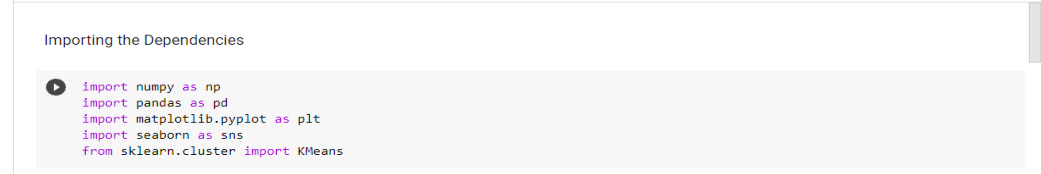 Importing the Dependencies
import numpy as np
import pandas as pd
import matplotlib.pyplot as plt
import seaborn as sns
from sklearn.cluster import KMeans